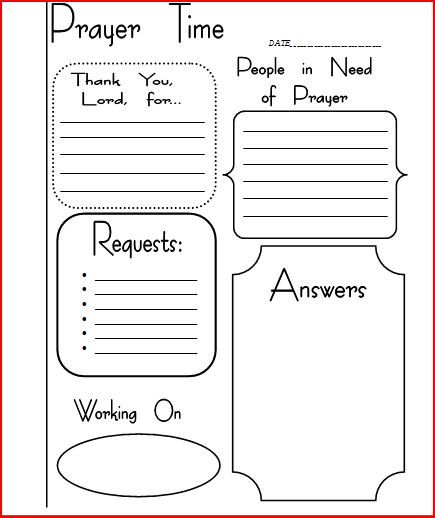 Prayer Time
DATE
Thank You,
Lord, for...
People in Need
of Prayer
Requests:
Answers
Working On